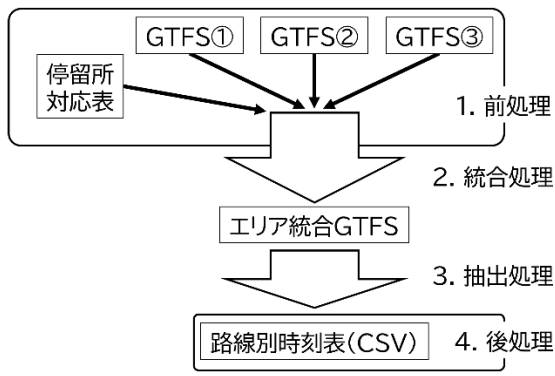 GTFS① GTFS② GTFS③
停留所
対応表
1. 前処理
2. 統合処理
エリア統合GTFS
3. 抽出処理
路線別時刻表(CSV)
4. 後処理